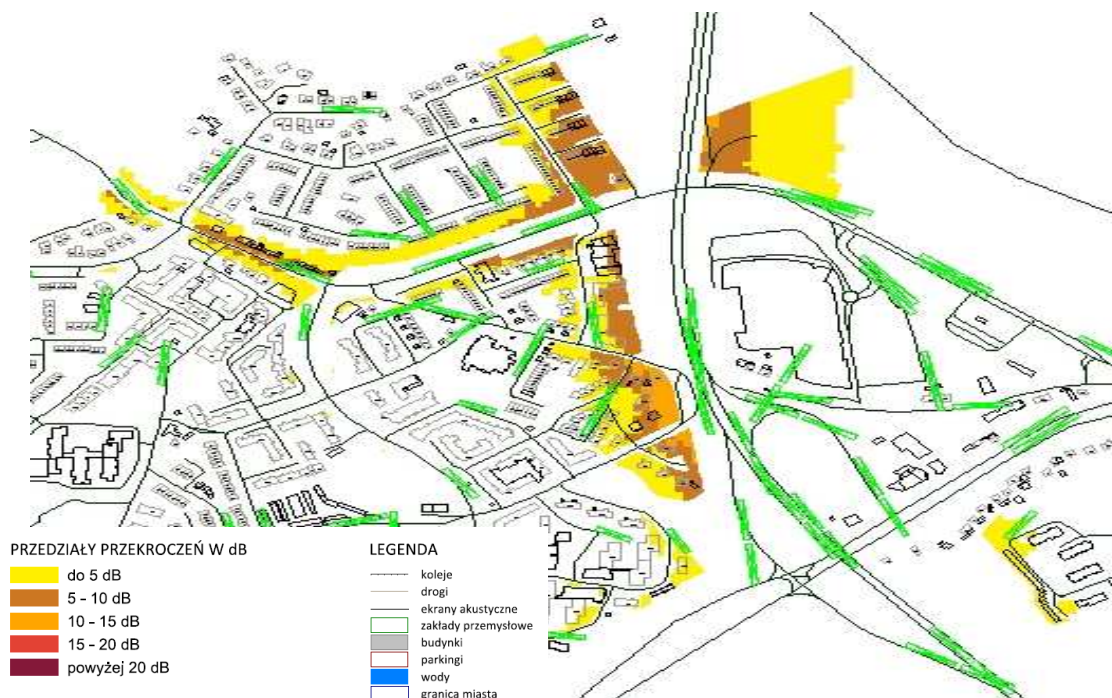 PRZEDZIAŁY PRZEKROCZEŃ W dB
do 5 dB
5 - 10 dB
10 - 15 dB
15 - 20 dB
powyżej 20 dB
LEGENDA
koleje
drogi
ekrany akustyczne
zakłady przemysłowe
budynki
parkingi
wody
granica miasta